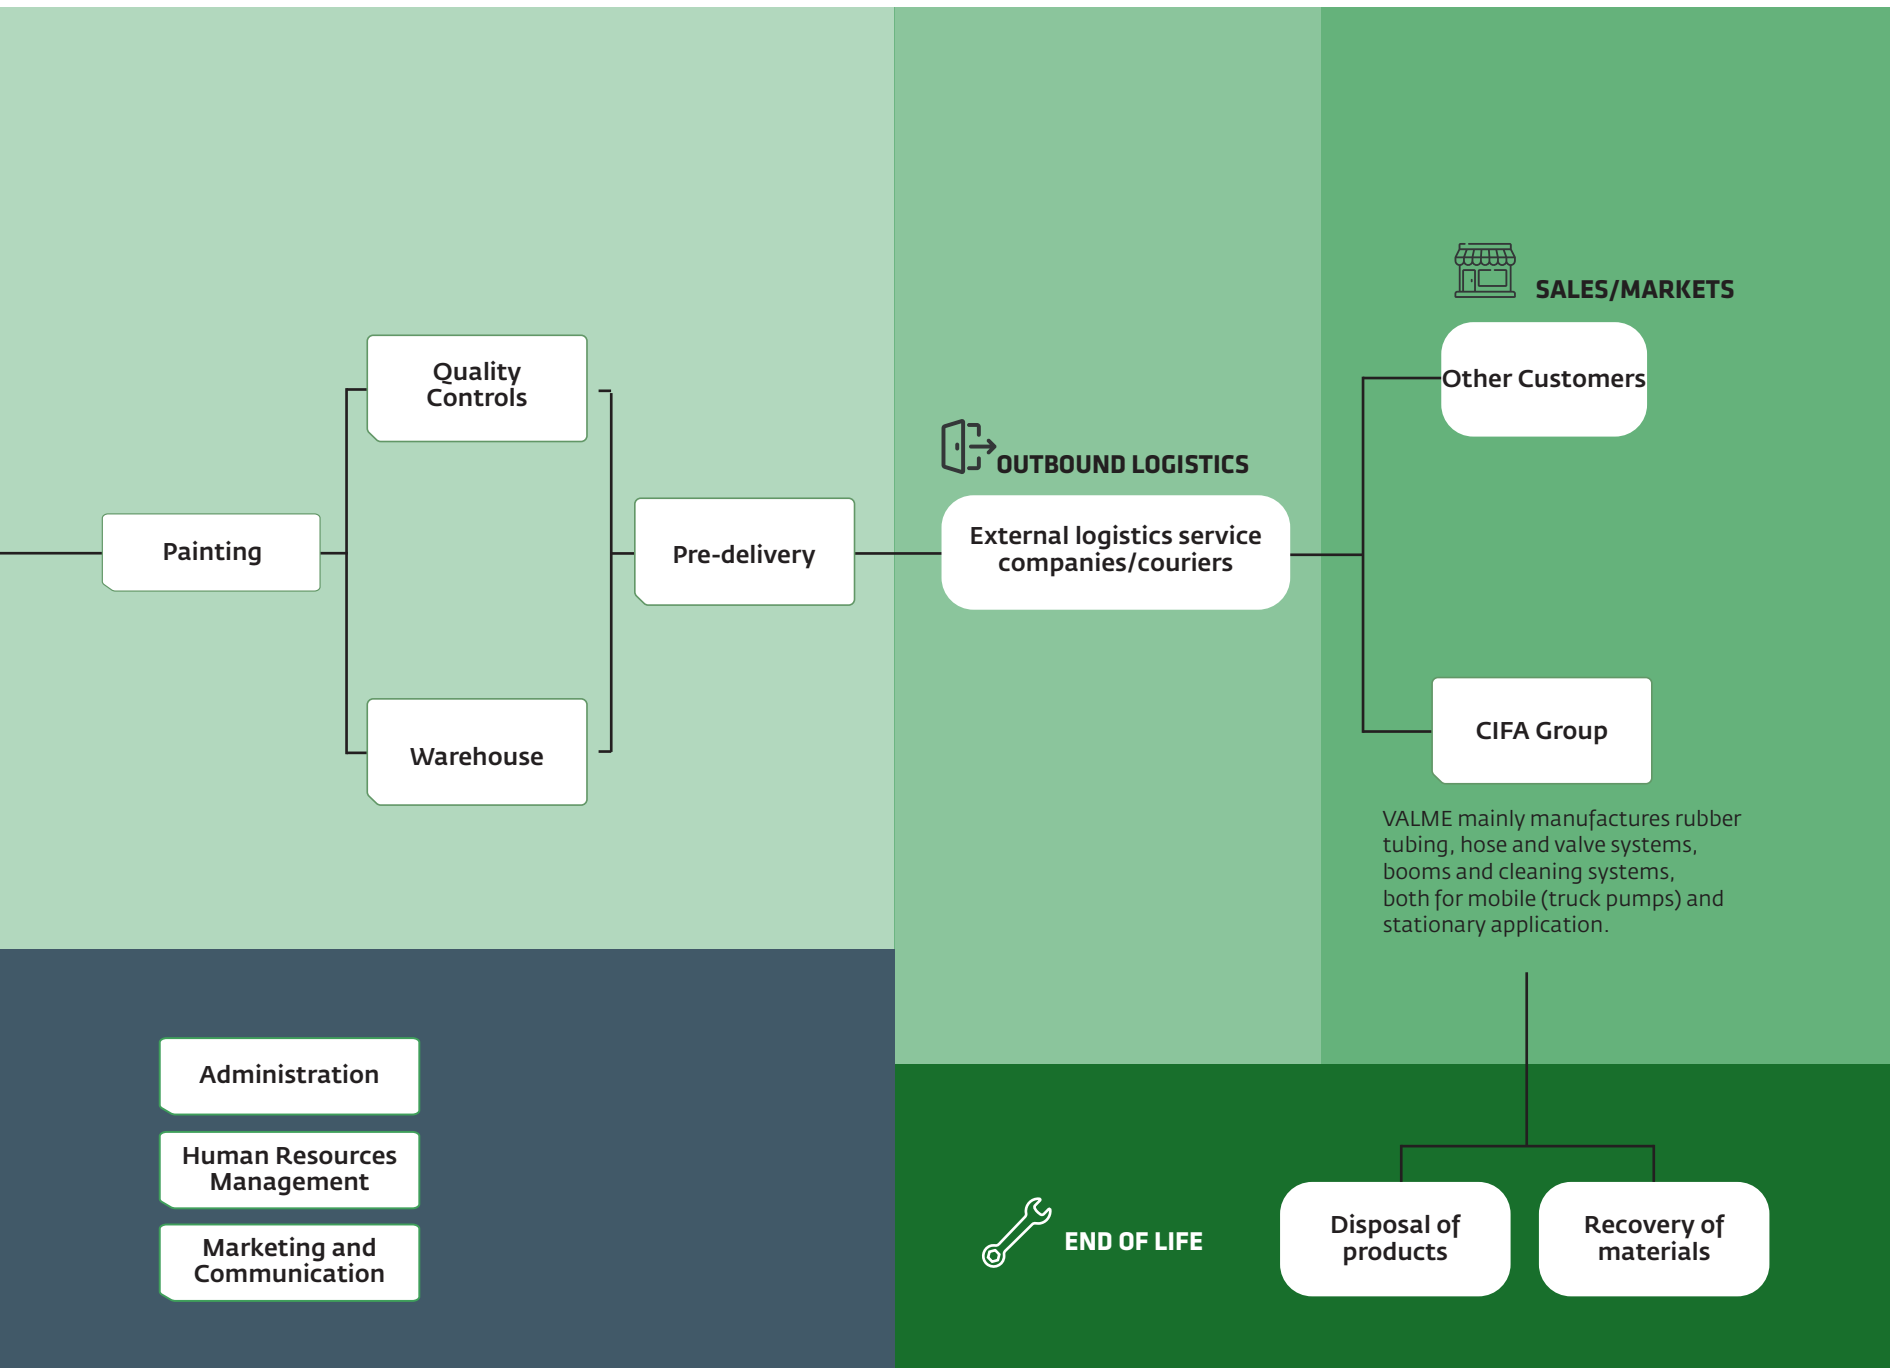 Painting
Quality
Controls
Warehouse
Pre-delivery
OUTBOUND LOGISTICS
External logistics service
companies/couriers
SALES/MARKETS
Other Customers
CIFA Group
VALME mainly manufactures rubber
tubing, hose and valve systems,
booms and cleaning systems,
both for mobile (truck pumps) and
stationary application.
Administration
Human Resources
Management
Marketing and
Communication
END OF LIFE
Disposal of
products
Recovery of
materials